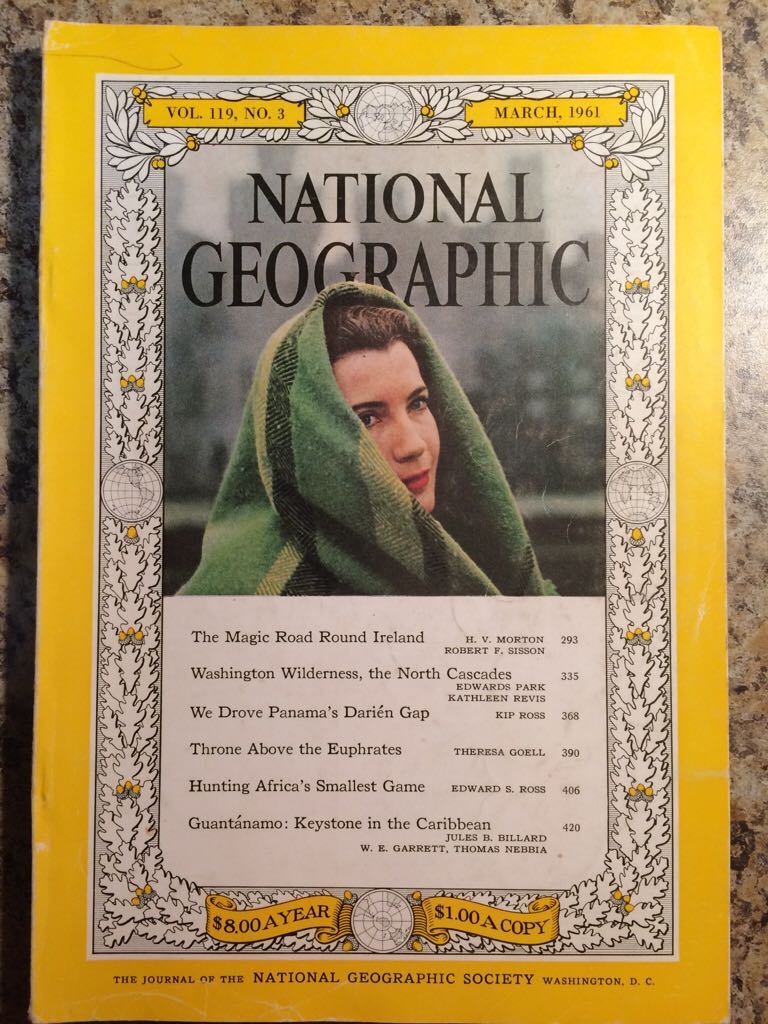 VOL. 119, NO. 3
MARCH, 1961
NATIONAL
GEOGRAPHIC
The Magic Road Round Ireland H. V. MORTON 293
ROBERT F. SISSON
Washington Wilderness, the North Cascades 335
EDWARDS PARK
KATHLEEN REVIS
We Drove Panama's Darién Gap KIP ROSS 368
Throne Above the Euphrates THERESA GOELL 390
Hunting Africa's Smallest Game EDWARD S. ROSS 406
Guantánamo: Keystone in the Caribbean 420
JULES B. BILLARD
W. E. GARRETT, THOMAS NEBBIA
$8.00 A YEAR
$1.00 A COPY
THE JOURNAL OF THE NATIONAL GEOGRAPHIC SOCIETY WASHINGTON, D. C.